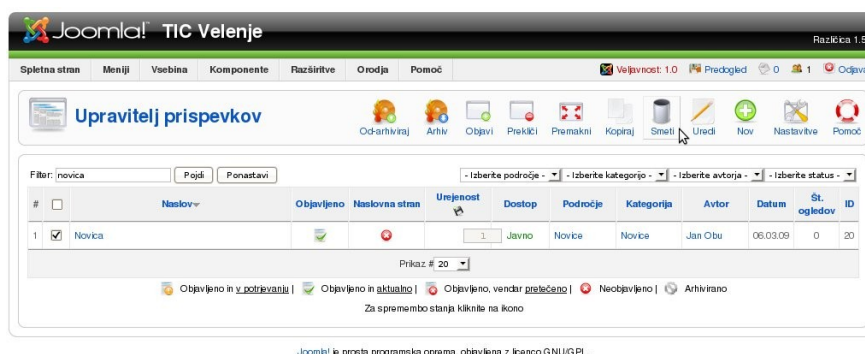 Joomla! TIC Velenje
Različica 1.5
Spletna stran Meniji Vsebina Komponente Razširitve Orodja Pomoč Veljavnost: 1.0 Predogled 0 1 Odjava
Upravitelj prispevkov
Od-arhiviraj Arhiv Objavi Prekliči Premakni Kopiraj Smeti Uredi Nov Nastavitve Pomoč
Filter: novica Pojdi Ponastavi - Izberite področje - - Izberite kategorijo - - Izberite avtorja - - Izberite status -
# Naslov Objavljeno Naslovna stran Urejenost Dostop Področje Kategorija Avtor Datum Št. ogledov ID
1 Novica 1 Javno Novice Novice Jan Obu 06.03.09 0 20
Prikaz # 20
Objavljeno in v potrjevanju | Objavljeno in aktualno | Objavljeno, vendar pretečeno | Neobjavljeno | Arhivirano
Za spremembo stanja kliknite na ikono
Joomla! je prosta programska oprema, objavljena z licenco GNU/GPL.